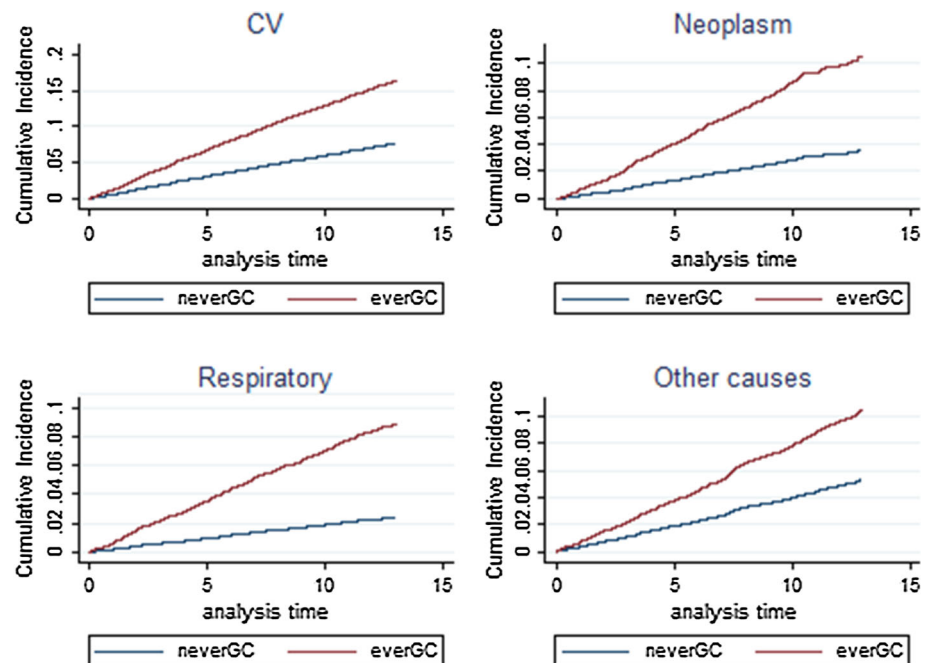 CV
Cumulative Incidence
0 .05 .1 .15 .2
0 5 10 15
analysis time
neverGC everGC
Neoplasm
Cumulative Incidence
0 .02 .04 .06 .08 .1
0 5 10 15
analysis time
neverGC everGC
Respiratory
Cumulative Incidence
0 .02 .04 .06 .08 .1
0 5 10 15
analysis time
neverGC everGC
Other causes
Cumulative Incidence
0 .02 .04 .06 .08 .1
0 5 10 15
analysis time
neverGC everGC